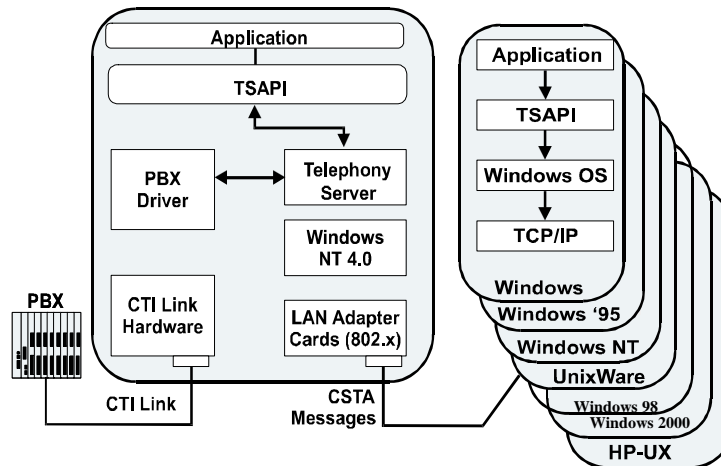 Application
TSAPI
PBX
Driver
Telephony
Server
Windows
NT 4.0
PBX
CTI Link
Hardware
LAN Adapter
Cards (802.x)
CTI Link
CSTA
Messages
Application
TSAPI
Windows OS
TCP/IP
Windows
Windows ‘95
Windows NT
UnixWare
Windows 98
Windows 2000
HP-UX